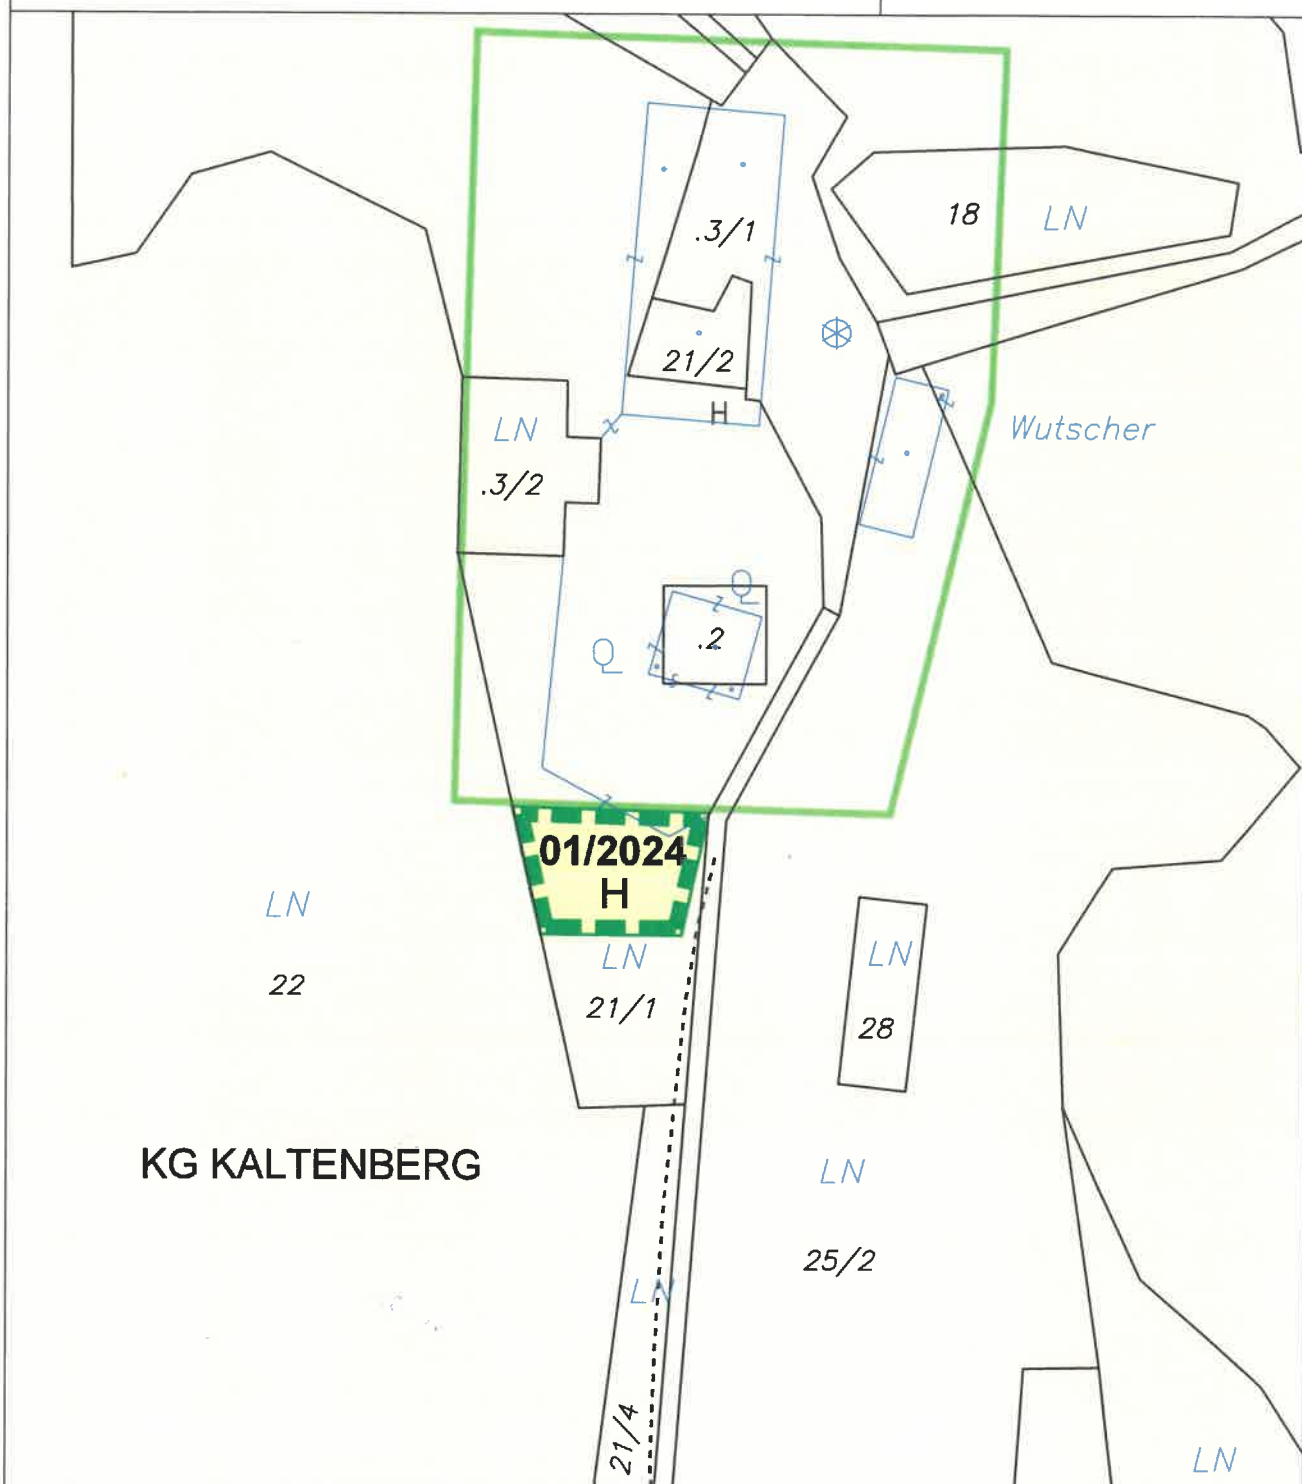 18
LN
.3/1
21/2
H
LN
.3/2
Wutscher
Q
.2
Q
01/2024
H
LN
22
LN
21/1
LN
28
KG KALTENBERG
LN
25/2
LN
21/4
LN